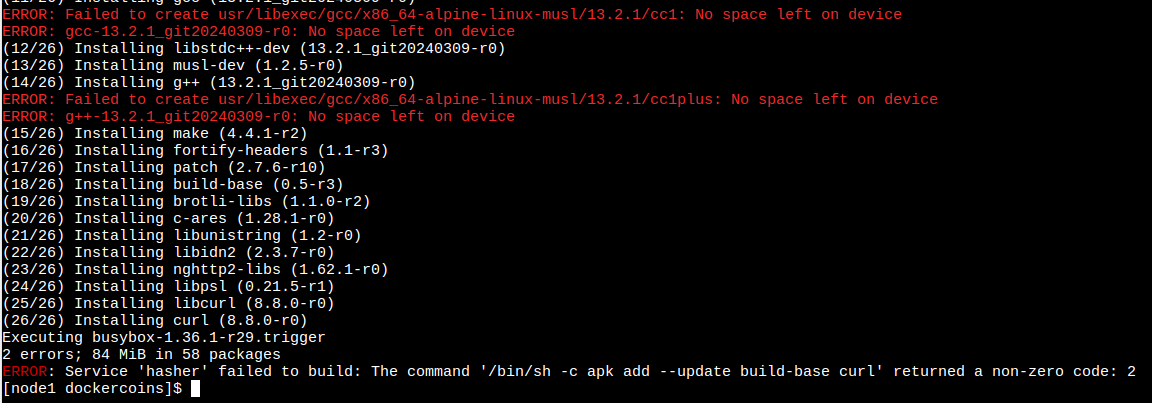 ERROR: Failed to create usr/libexec/gcc/x86_64-alpine-linux-musl/13.2.1/cc1: No space left on device
ERROR: gcc-13.2.1_git20240309-r0: No space left on device
(12/26) Installing libstdc++-dev (13.2.1_git20240309-r0)
(13/26) Installing musl-dev (1.2.5-r0)
(14/26) Installing g++ (13.2.1_git20240309-r0)
ERROR: Failed to create usr/libexec/gcc/x86_64-alpine-linux-musl/13.2.1/cc1plus: No space left on device
ERROR: g++-13.2.1_git20240309-r0: No space left on device
(15/26) Installing make (4.4.1-r2)
(16/26) Installing fortify-headers (1.1-r3)
(17/26) Installing patch (2.7.6-r10)
(18/26) Installing build-base (0.5-r3)
(19/26) Installing brotli-libs (1.1.0-r2)
(20/26) Installing c-ares (1.28.1-r0)
(21/26) Installing libunistring (1.2-r0)
(22/26) Installing libidn2 (2.3.7-r0)
(23/26) Installing nghttp2-libs (1.62.1-r0)
(24/26) Installing libpsl (0.21.5-r1)
(25/26) Installing libcurl (8.8.0-r0)
(26/26) Installing curl (8.8.0-r0)
Executing busybox-1.36.1-r29.trigger
2 errors; 84 MiB in 58 packages
ERROR: Service 'hasher' failed to build: The command '/bin/sh -c apk add --update build-base curl' returned a non-zero code: 2
[node1 dockercoins]$